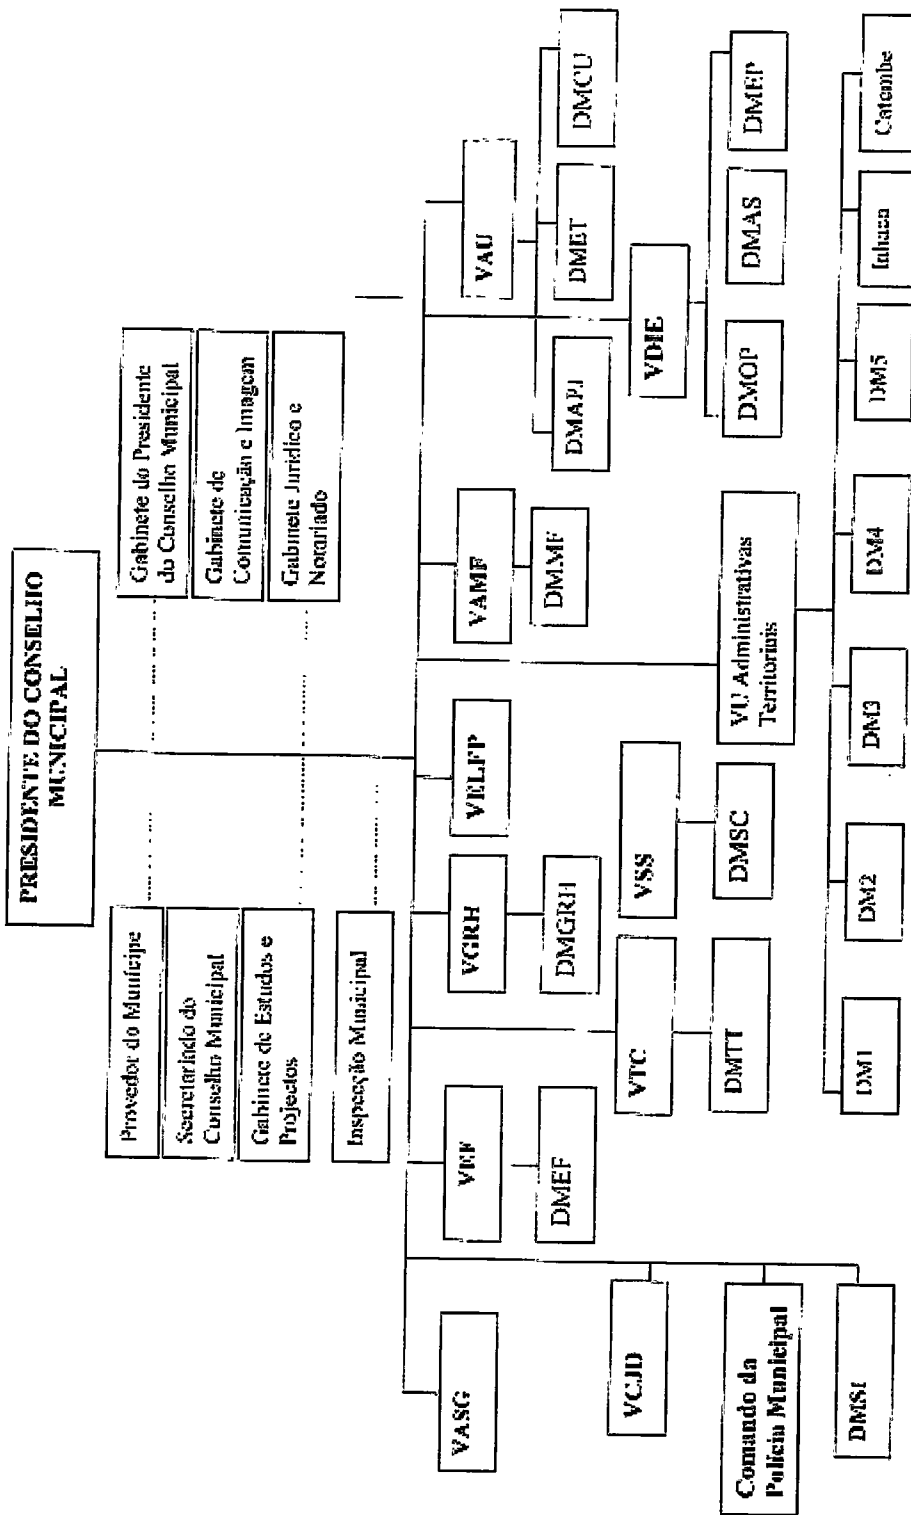 PRESIDENTE DO CONSELHO
MUNICIPAL
Provedor do Munícipe
Secretariado do
Conselho Municipal
Gabinete de Estudos e
Projectos
Inspecção Municipal
Gabinete do Presidente
do Conselho Municipal
Gabinete de
Comunicação e Imagem
Gabinete Jurídico e
Notariado
VASG
VEF
VGRH
VELFP
VAMF
VAU
DMEF
DMGRH
DMMF
DMAPJ
DMET
DMCU
VCJD
VTC
VSS
VDIE
Comando da
Polícia Municipal
DMTT
DMSC
VU Administrativas
Territoriais
DMOP
DMAS
DMEP
DMSI
DM1
DM2
DM3
DM4
DM5
Inhaca
Catembe